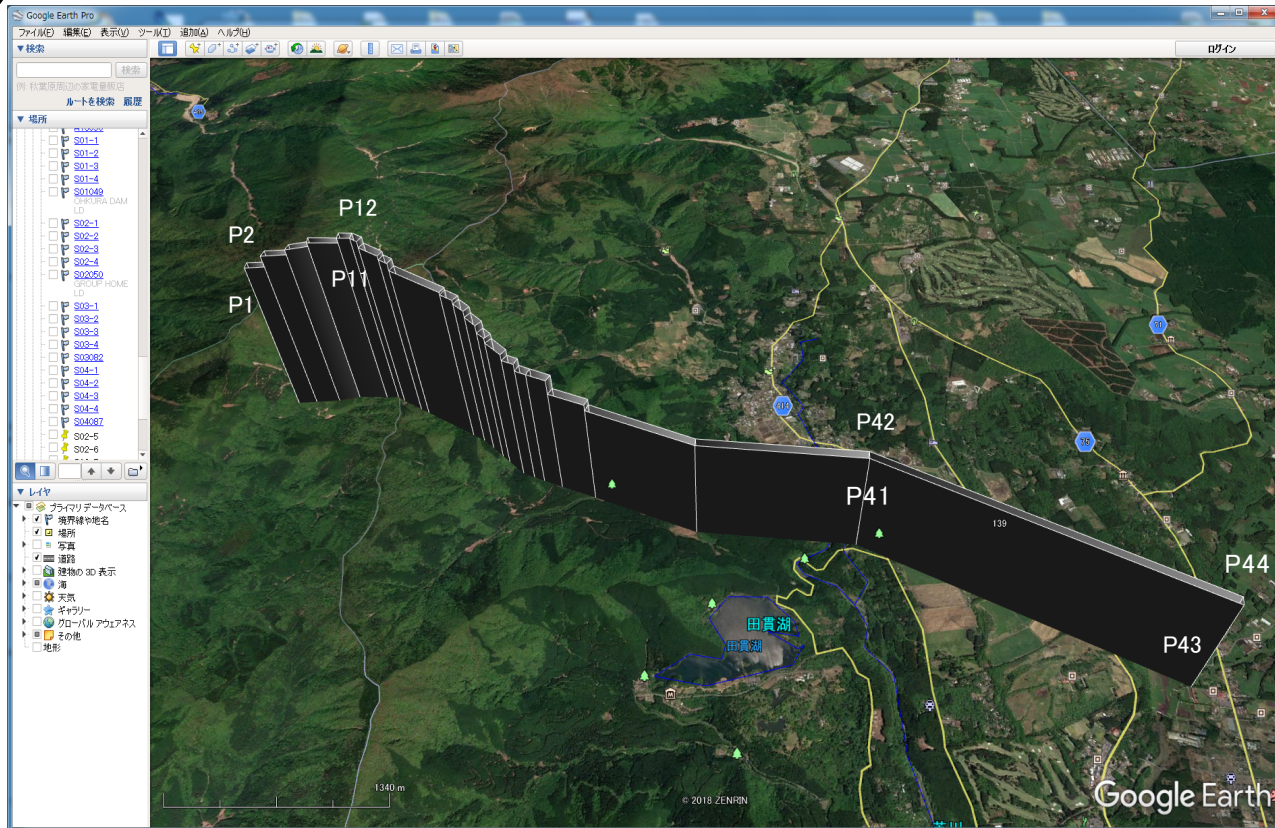 Google Earth Pro
ファイル(F) 編集(E) 表示(V) ツール(T) 追加(A) ヘルプ(H)
▼検索
ログイン
検索
例: 秋葉原周辺の家電量販店
ルートを検索 履歴
▼ 場所
S01-1
S01-2
S01-3
S01-4
S01049
OHKURA DAM
LD
S02-1
S02-2
S02-3
S02-4
S02050
GROUP HOME
LD
S03-1
S03-2
S03-3
S03-4
S03082
S04-1
S04-2
S04-3
S04-4
S04087
S02-5
S02-6
▼ レイヤ
プライマリ データベース
境界線や地名
場所
写真
道路
建物の 3D 表示
海
天気
ギャラリー
グローバル アウェアネス
その他
地形
P12
P2
P11
P1
P42
P41
P44
P43
139
414
71
75
田貫湖
田貫湖
1340 m
© 2018 ZENRIN
Google Earth